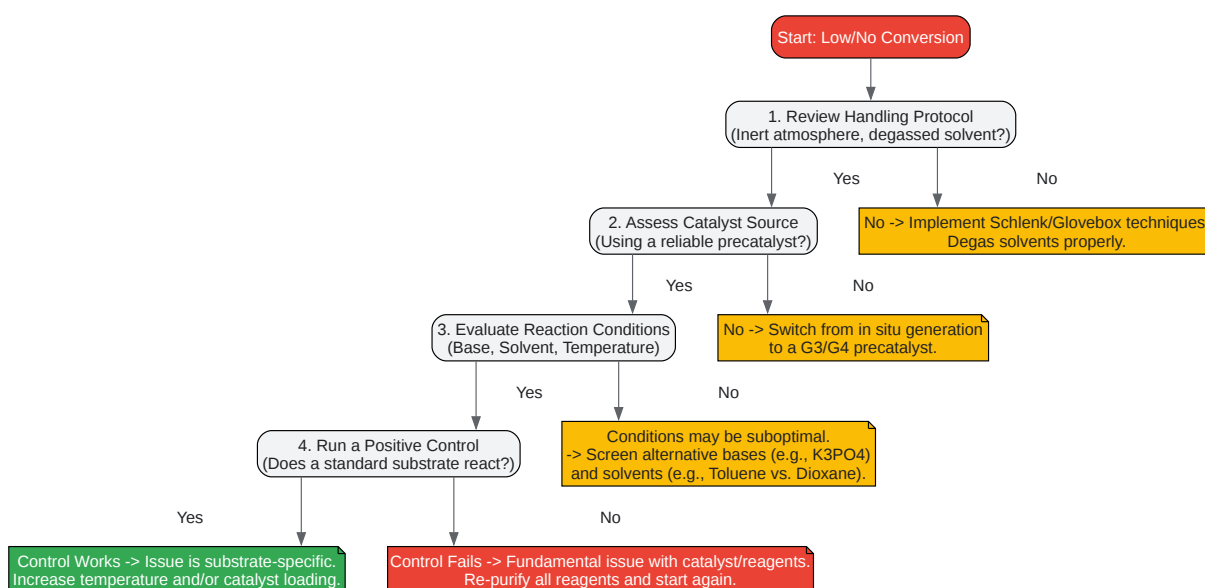 Start: Low/No Conversion
1. Review Handling Protocol
(Inert atmosphere, degassed solvent?)
Yes
No
2. Assess Catalyst Source
(Using a reliable precatalyst?)
No -> Implement Schlenk/Glovebox techniques
Degas solvents properly.
Yes
No
3. Evaluate Reaction Conditions
(Base, Solvent, Temperature)
No -> Switch from in situ generation
to a G3/G4 precatalyst.
Yes
No
4. Run a Positive Control
(Does a standard substrate react?)
Conditions may be suboptimal.
-> Screen alternative bases (e.g., K3PO4)
and solvents (e.g., Toluene vs. Dioxane).
Yes
No
Control Works -> Issue is substrate-specific.
Increase temperature and/or catalyst loading.
Control Fails -> Fundamental issue with catalyst/reagents.
Re-purify all reagents and start again.